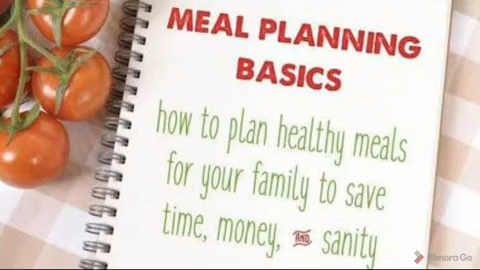 MEAL PLANNING
BASICS
how to plan healthy meals
for your family to save
time, money, AND sanity